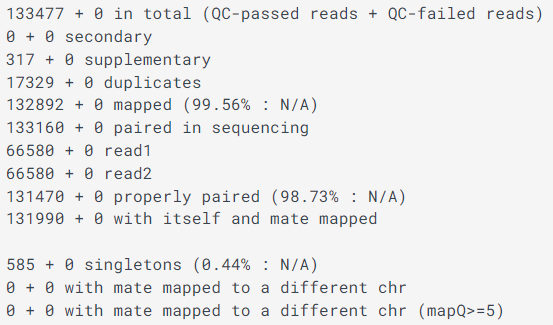 133477 + 0 in total (QC-passed reads + QC-failed reads)
0 + 0 secondary
317 + 0 supplementary
17329 + 0 duplicates
132892 + 0 mapped (99.56% : N/A)
133160 + 0 paired in sequencing
66580 + 0 read1
66580 + 0 read2
131470 + 0 properly paired (98.73% : N/A)
131990 + 0 with itself and mate mapped
585 + 0 singletons (0.44% : N/A)
0 + 0 with mate mapped to a different chr
0 + 0 with mate mapped to a different chr (mapQ>=5)